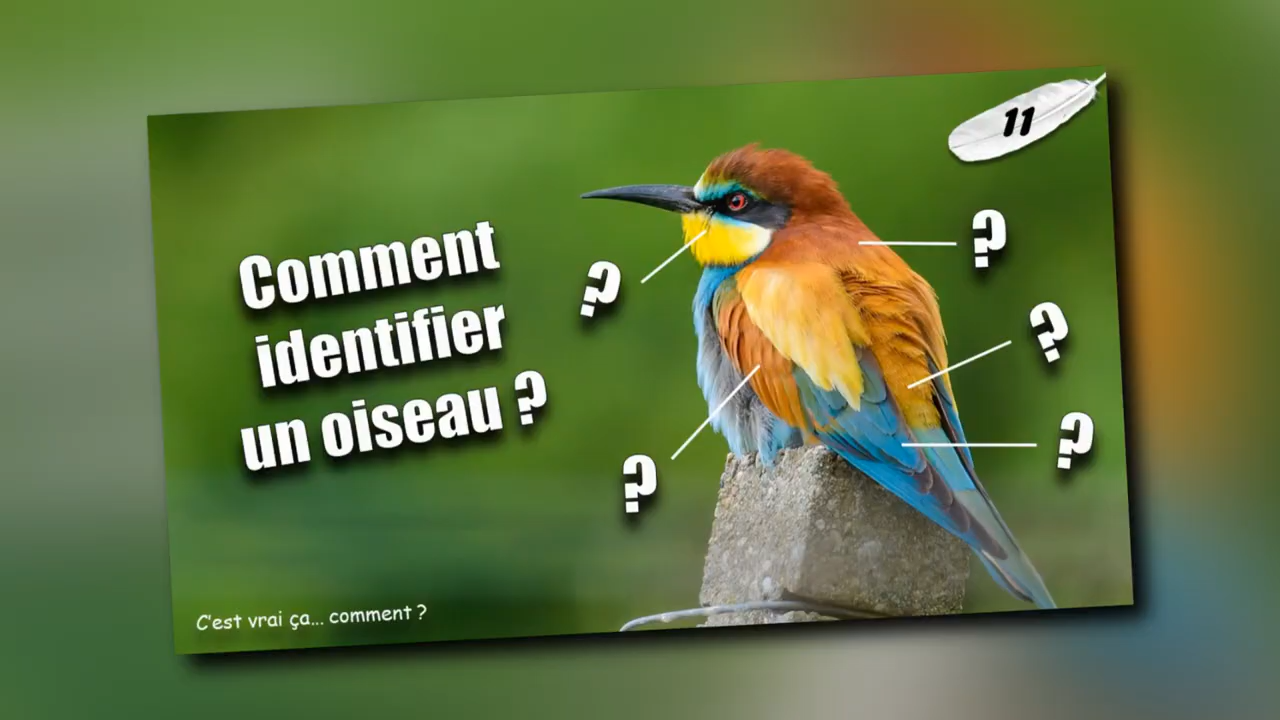 11
Comment
identifier
un oiseau ?
?
?
?
?
?
C'est vrai ça... comment ?